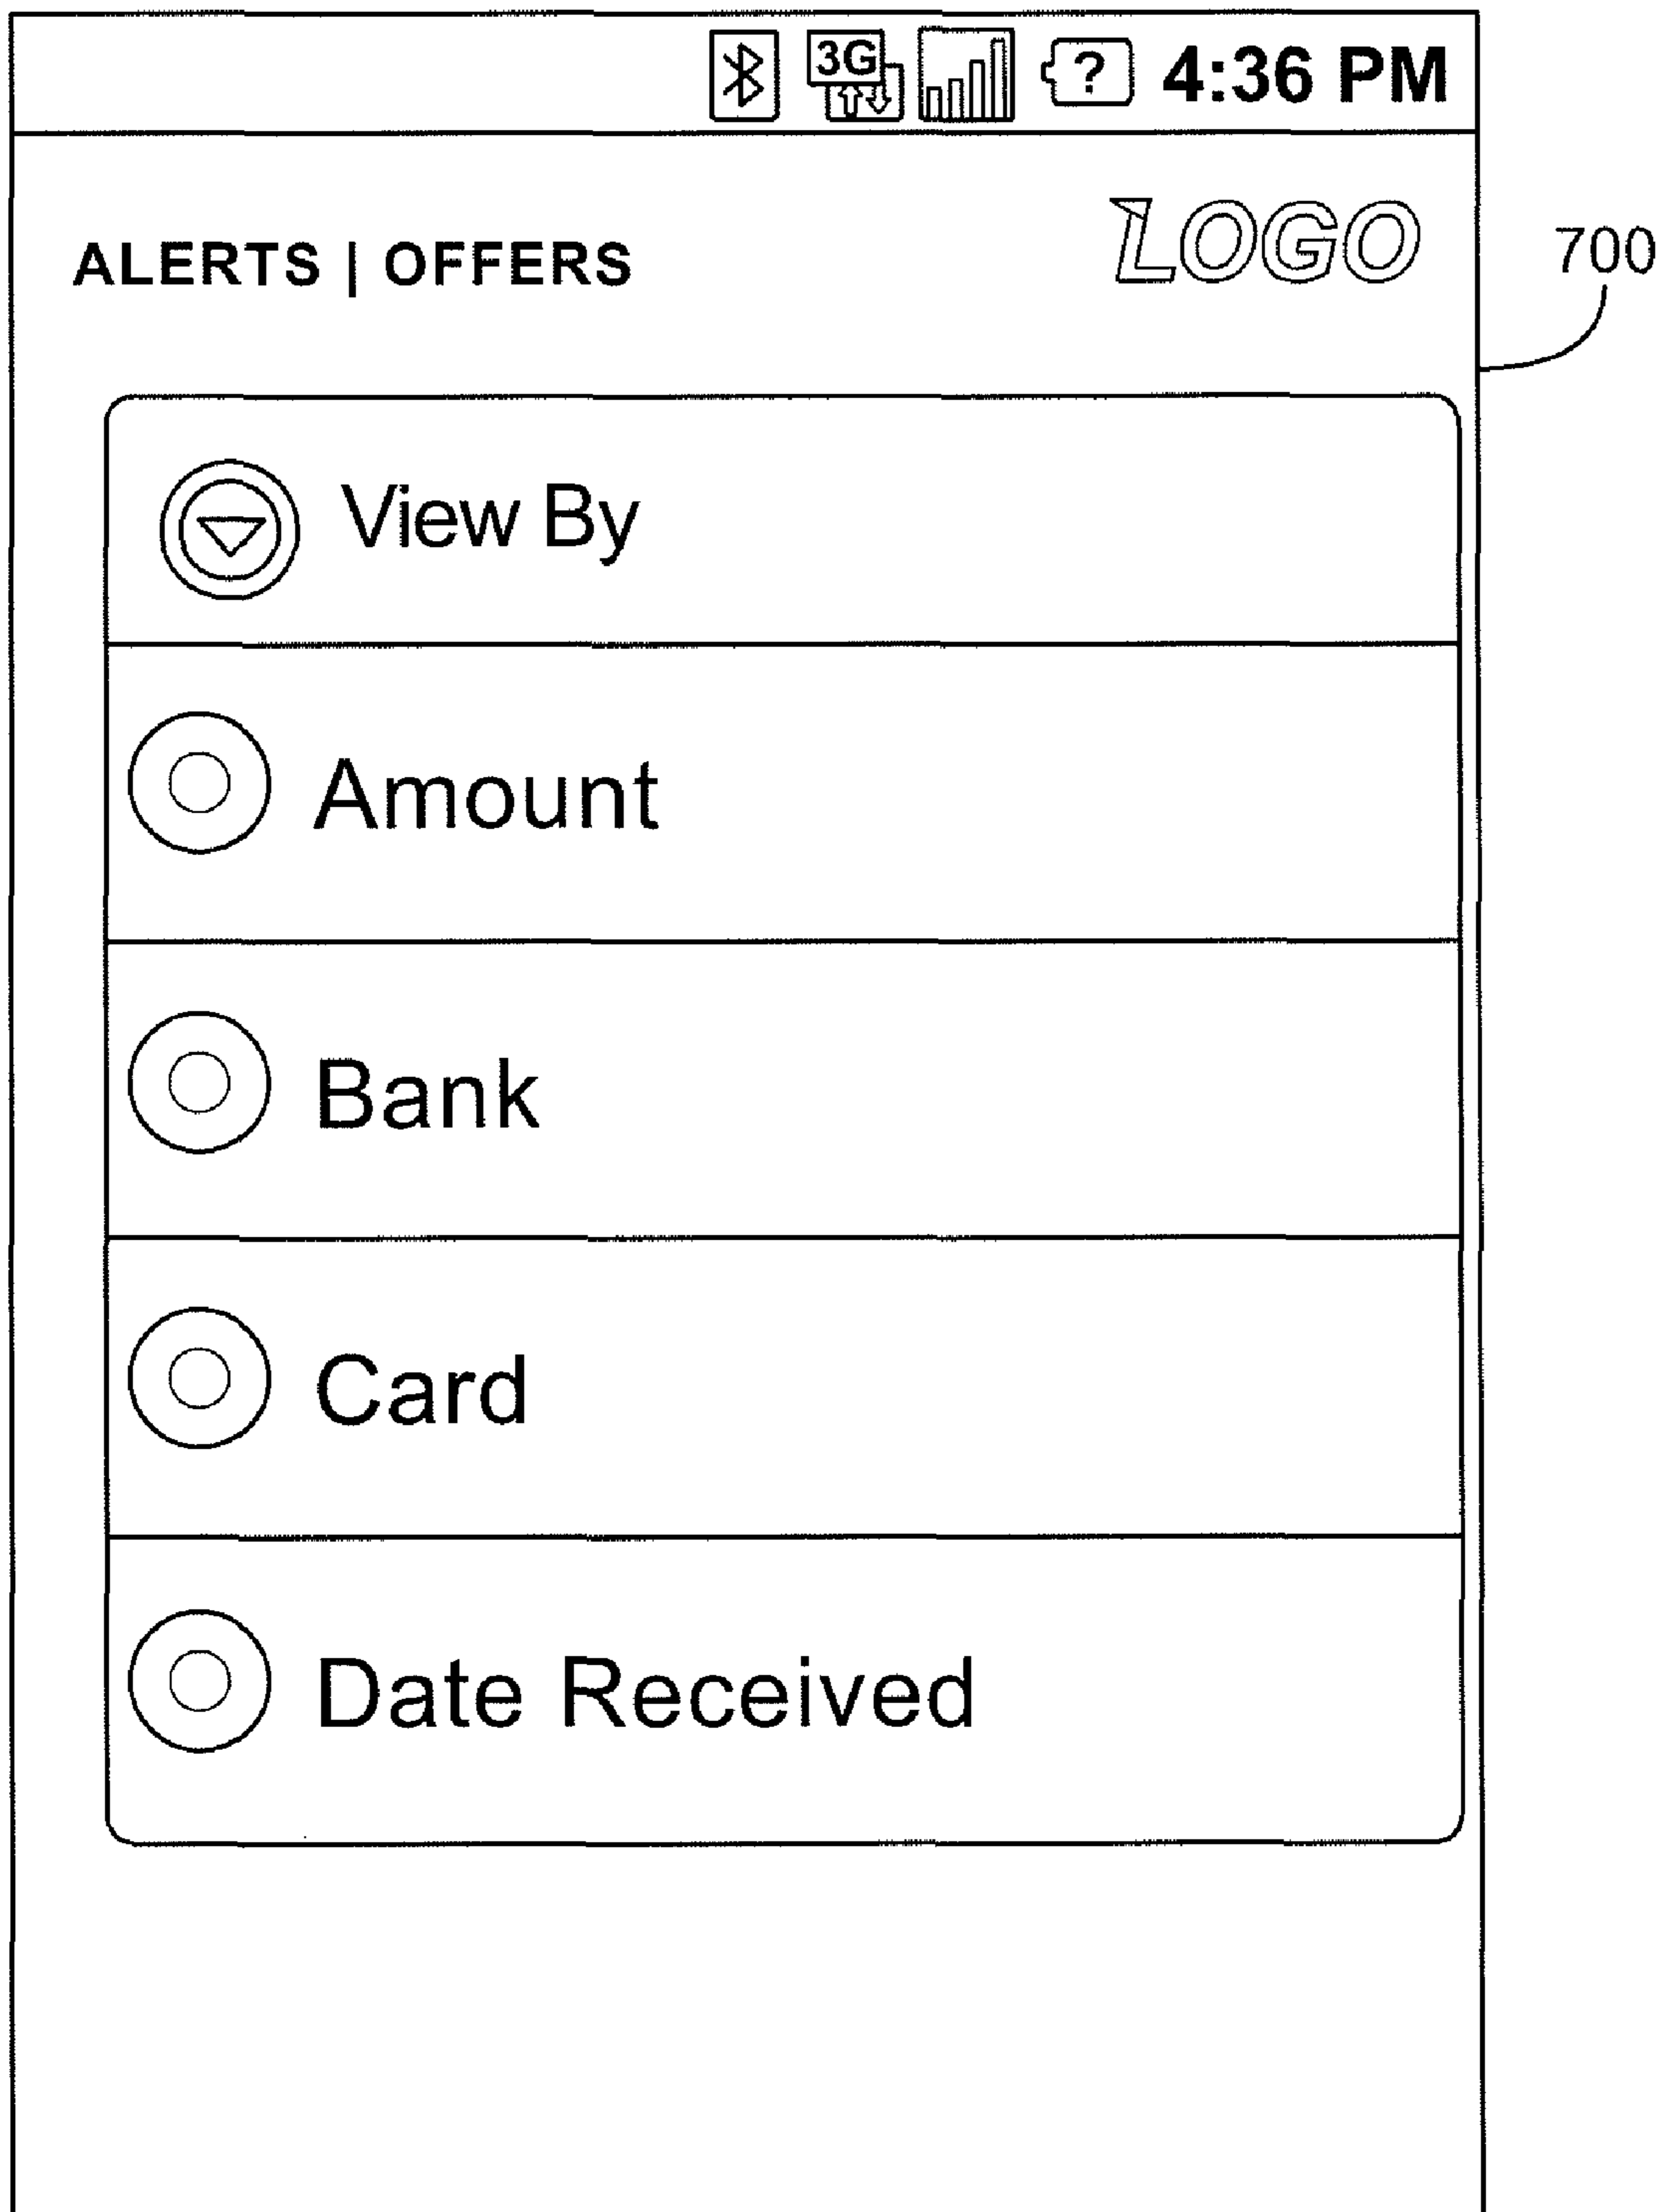 3G ? 4:36 PM
ALERTS | OFFERS LOGO
700
View By
Amount
Bank
Card
Date Received